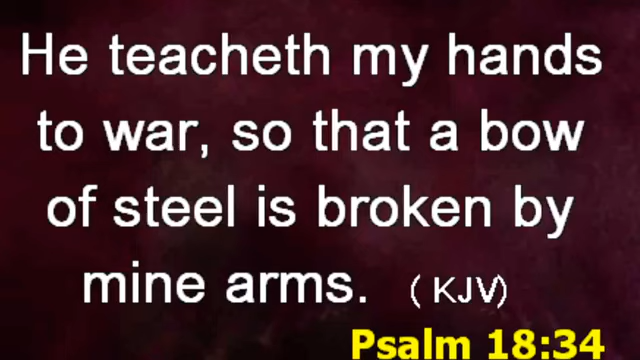 He teacheth my hands
to war, so that a bow
of steel is broken by
mine arms. ( KJV)
Psalm 18:34